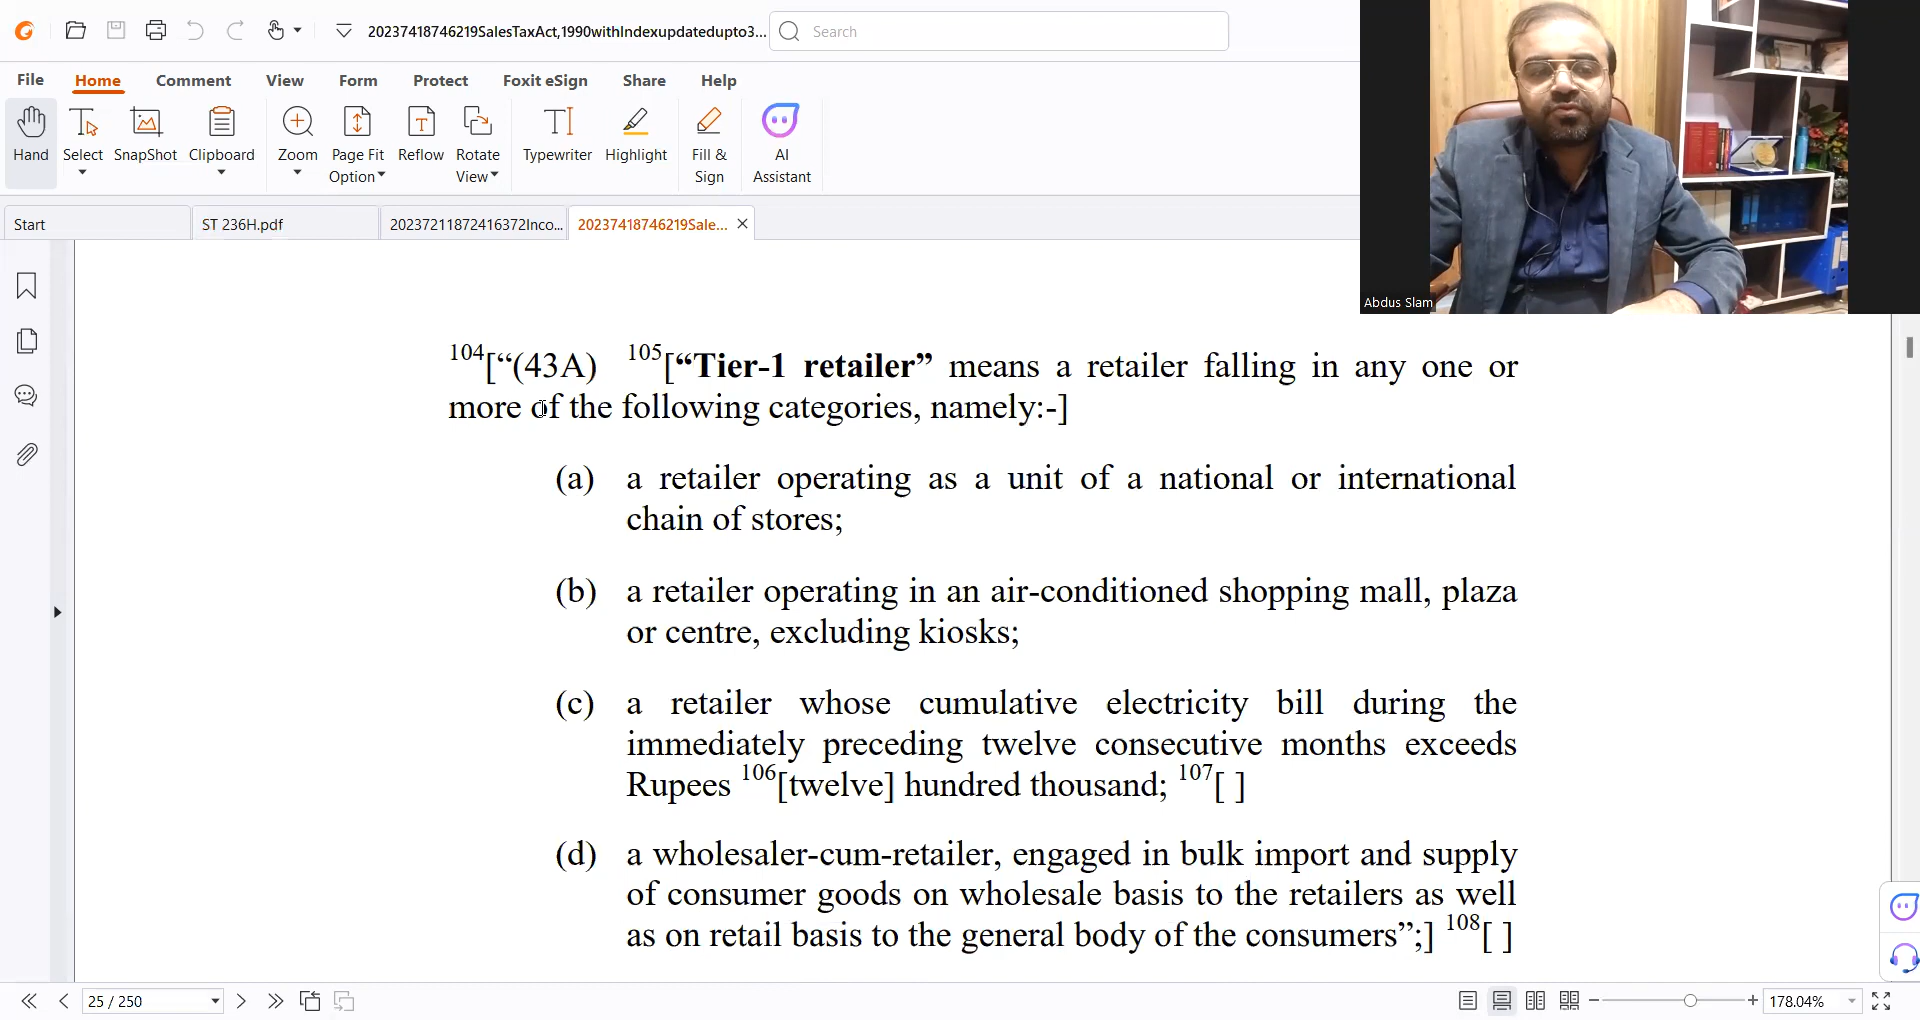 20237418746219SalesTaxAct,1990withIndexupdatedupto3...
Search
File
Home
Comment
View
Form
Protect
Foxit eSign
Share
Help
Hand
Select
SnapShot
Clipboard
Zoom
Page Fit
Option
Reflow
Rotate
View
Typewriter
Highlight
Fill &
Sign
AI
Assistant
Start
ST 236H.pdf
20237211872416372Inco...
20237418746219Sale...
Abdus Slam
104[“(43A) 105[“Tier-1 retailer” means a retailer falling in any one or
more of the following categories, namely:-]
(a) a retailer operating as a unit of a national or international
chain of stores;
(b) a retailer operating in an air-conditioned shopping mall, plaza
or centre, excluding kiosks;
(c) a retailer whose cumulative electricity bill during the
immediately preceding twelve consecutive months exceeds
Rupees 106[twelve] hundred thousand; 107[ ]
(d) a wholesaler-cum-retailer, engaged in bulk import and supply
of consumer goods on wholesale basis to the retailers as well
as on retail basis to the general body of the consumers”;] 108[ ]
25 / 250
178.04%